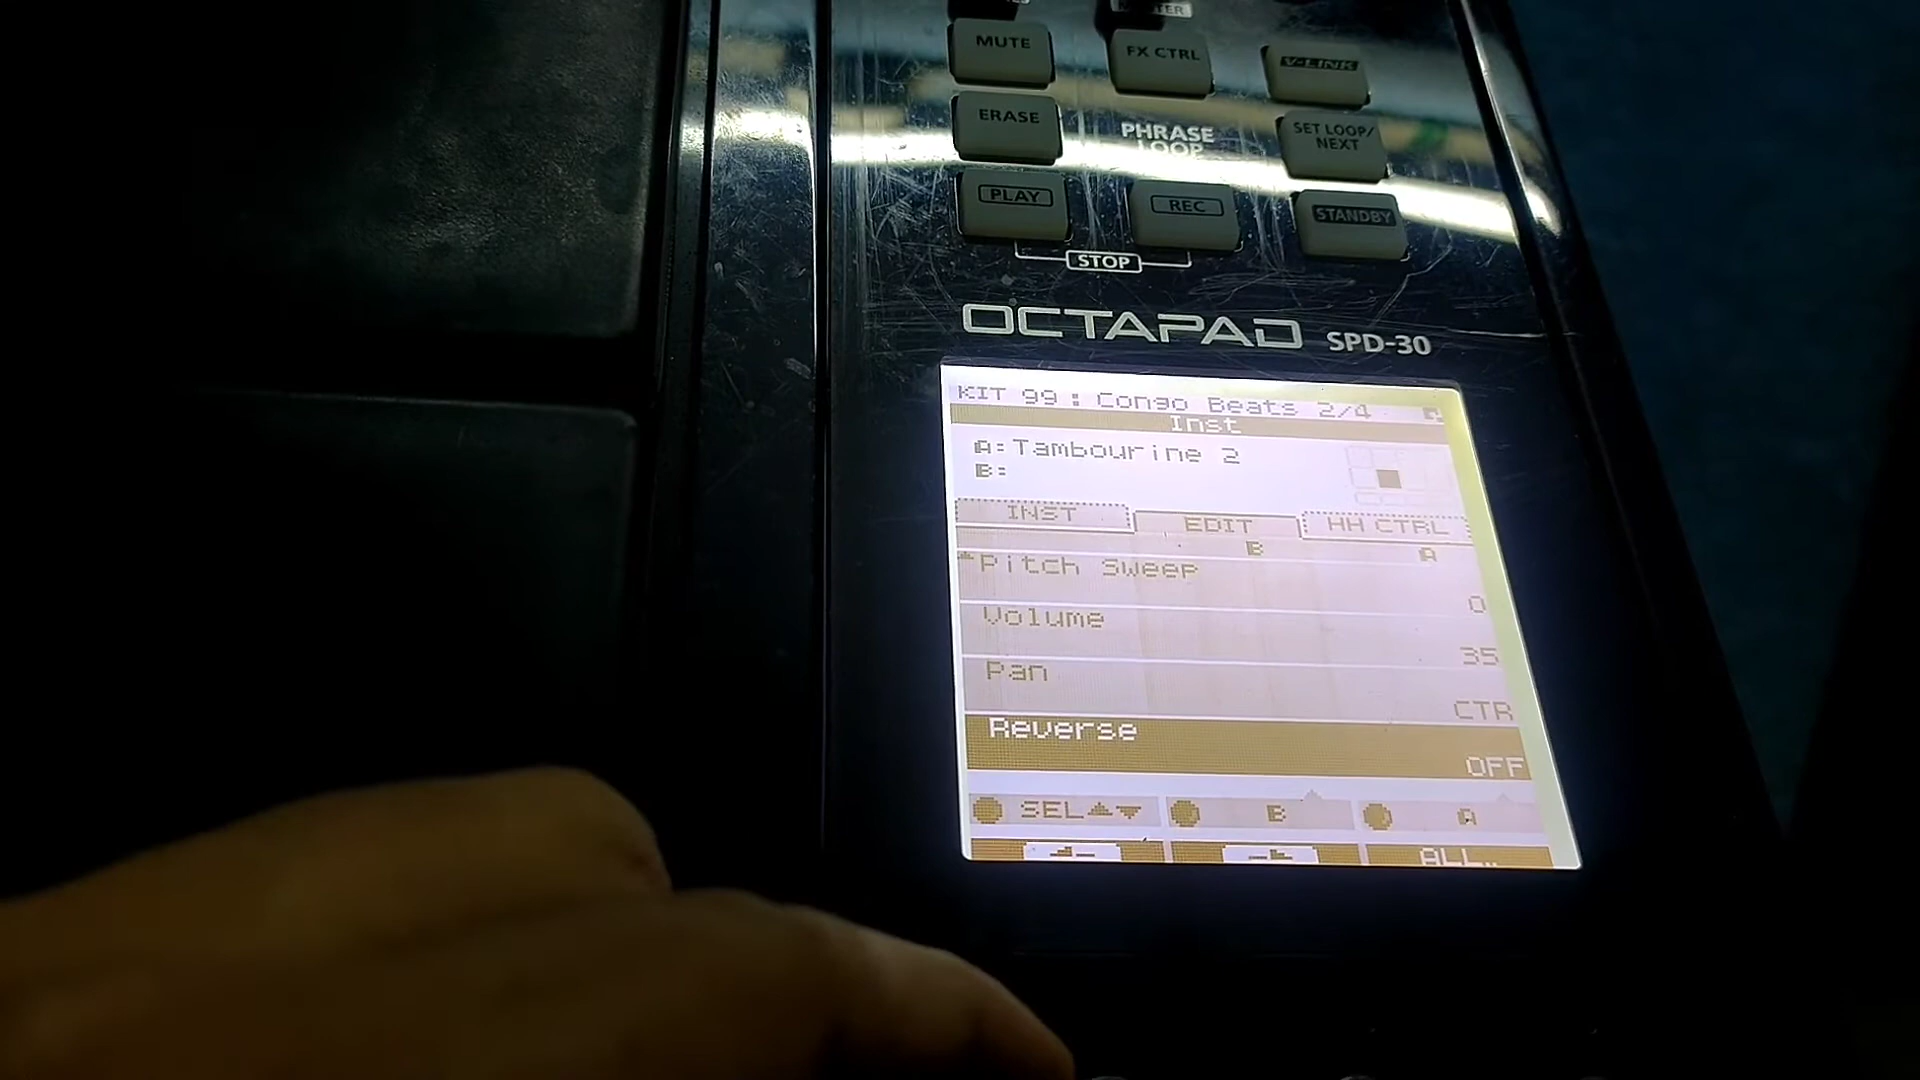 MUTE
FX CTRL
V-LINK
ERASE
PHRASE
LOOP
SET LOOP/
NEXT
PLAY
REC
STANDBY
STOP
OCTAPAD SPD-30
KIT 99 : Congo Beats 2/4
Inst
A:Tambourine 2
B:
INST EDIT HH CTRL
B A
Pitch Sweep
0
Volume
35
Pan
CTR
Reverse
OFF
SEL B A
ALL..